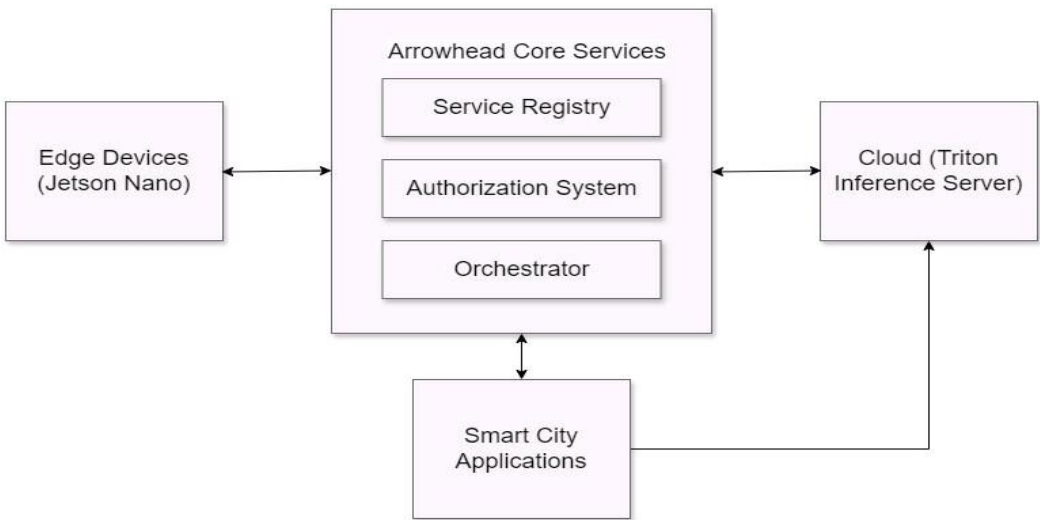 Arrowhead Core Services
Service Registry
Authorization System
Orchestrator
Edge Devices
(Jetson Nano)
Cloud (Triton
Inference Server)
Smart City
Applications